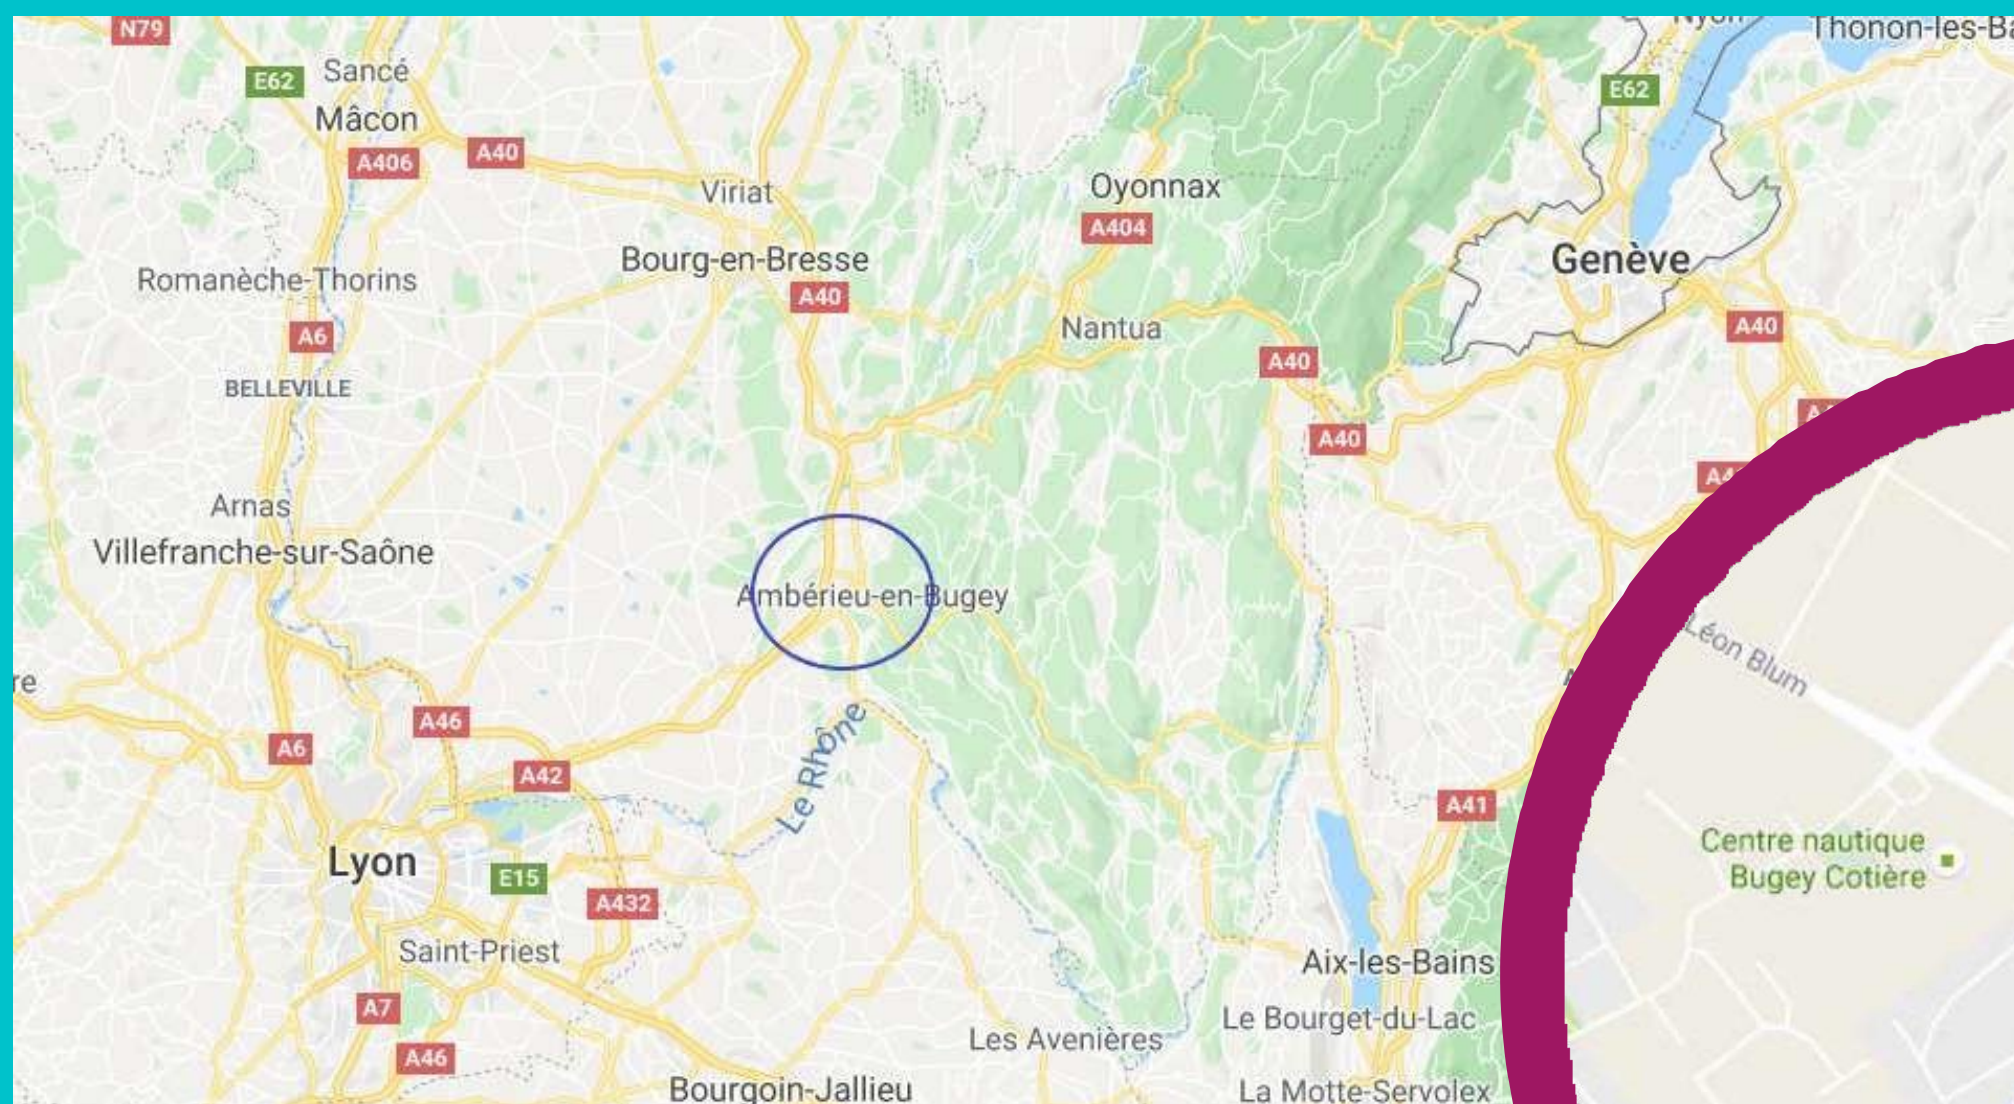 Nyon
Thonon-les-Ba
N79
Sancé
E62
E62
Mâcon
A406
A40
Viriat
Oyonnax
A404
Bourg-en-Bresse
Genève
Romanèche-Thorins
A40
A6
Nantua
A40
A40
BELLEVILLE
A40
Arnas
Villefranche-sur-Saône
Ambérieu-en-Bugey
Léon Blum
re
A46
A6
Le Rhône
A42
A41
Centre nautique
Bugey Cotière
Lyon
E15
A432
Saint-Priest
Aix-les-Bains
A7
Le Bourget-du-Lac
Les Avenières
A46
Bourgoin-Jallieu
La Motte-Servolex